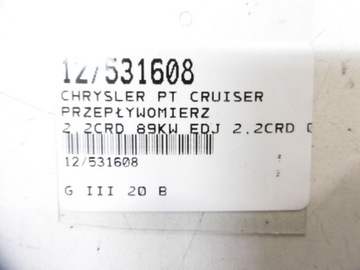 12/531608
CHRYSLER PT CRUISER
PRZEPŁYWOMIERZ
2.2CRD 89KW EDJ 2.2CRD
12/531608
G III 20 B